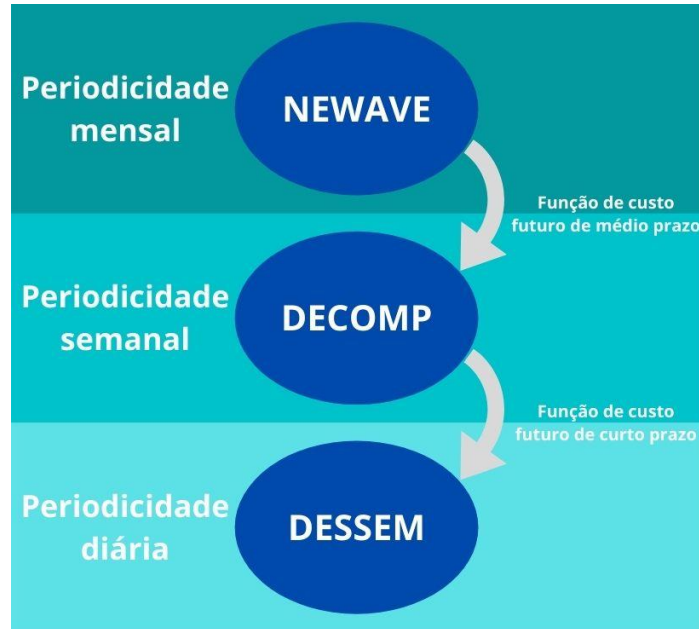 Periodicidade
mensal
NEWAVE
Função de custo
futuro de médio prazo
Periodicidade
semanal
DECOMP
Função de custo
futuro de curto prazo
Periodicidade
diária
DESSEM